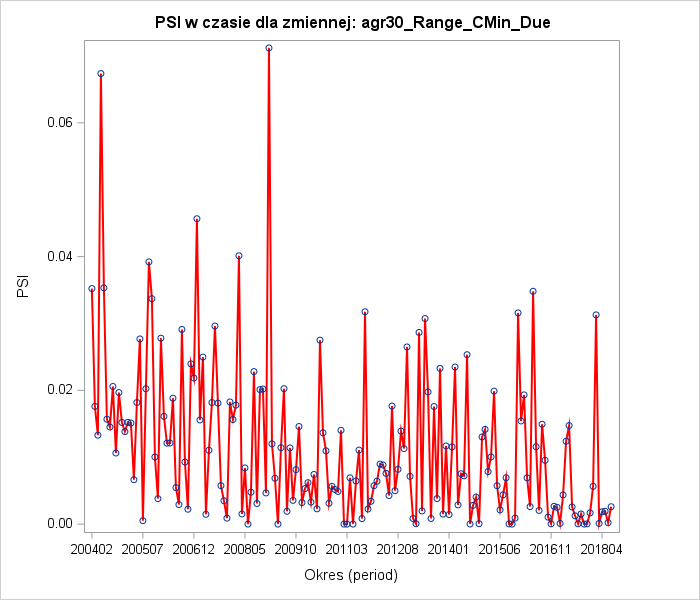 PSI w czasie dla zmiennej: agr30_Range_CMin_Due
PSI
0.06
0.04
0.02
0.00
200402 200507 200612 200805 200910 201103 201208 201401 201506 201611 201804
Okres (period)